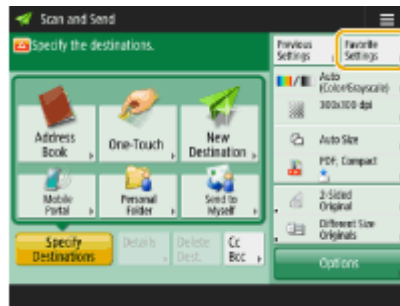 Scan and Send
Specify the destinations.
Previous Settings
Favorite Settings
Auto (Color/Grayscale)
300x300 dpi
Address Book
One-Touch
New Destination
Auto Size
PDF; Compact
Mobile Portal
Personal Folder
Send to Myself
2-Sided Original
Different Size Originals
Specify Destinations
Details
Delete Dest.
Cc Bcc
Options